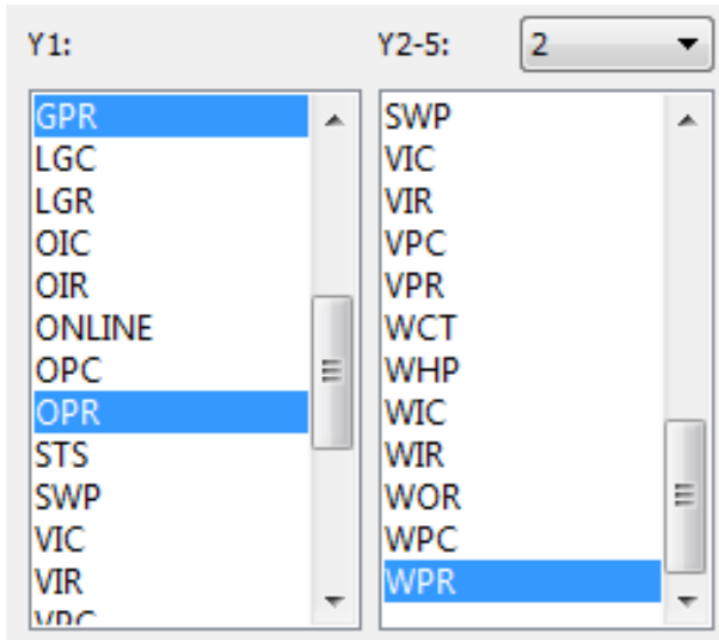 Y1:
Y2-5:
2
GPR
LGC
LGR
OIC
OIR
ONLINE
OPC
OPR
STS
SWP
VIC
VIR
VPC
SWP
VIC
VIR
VPC
VPR
WCT
WHP
WIC
WIR
WOR
WPC
WPR